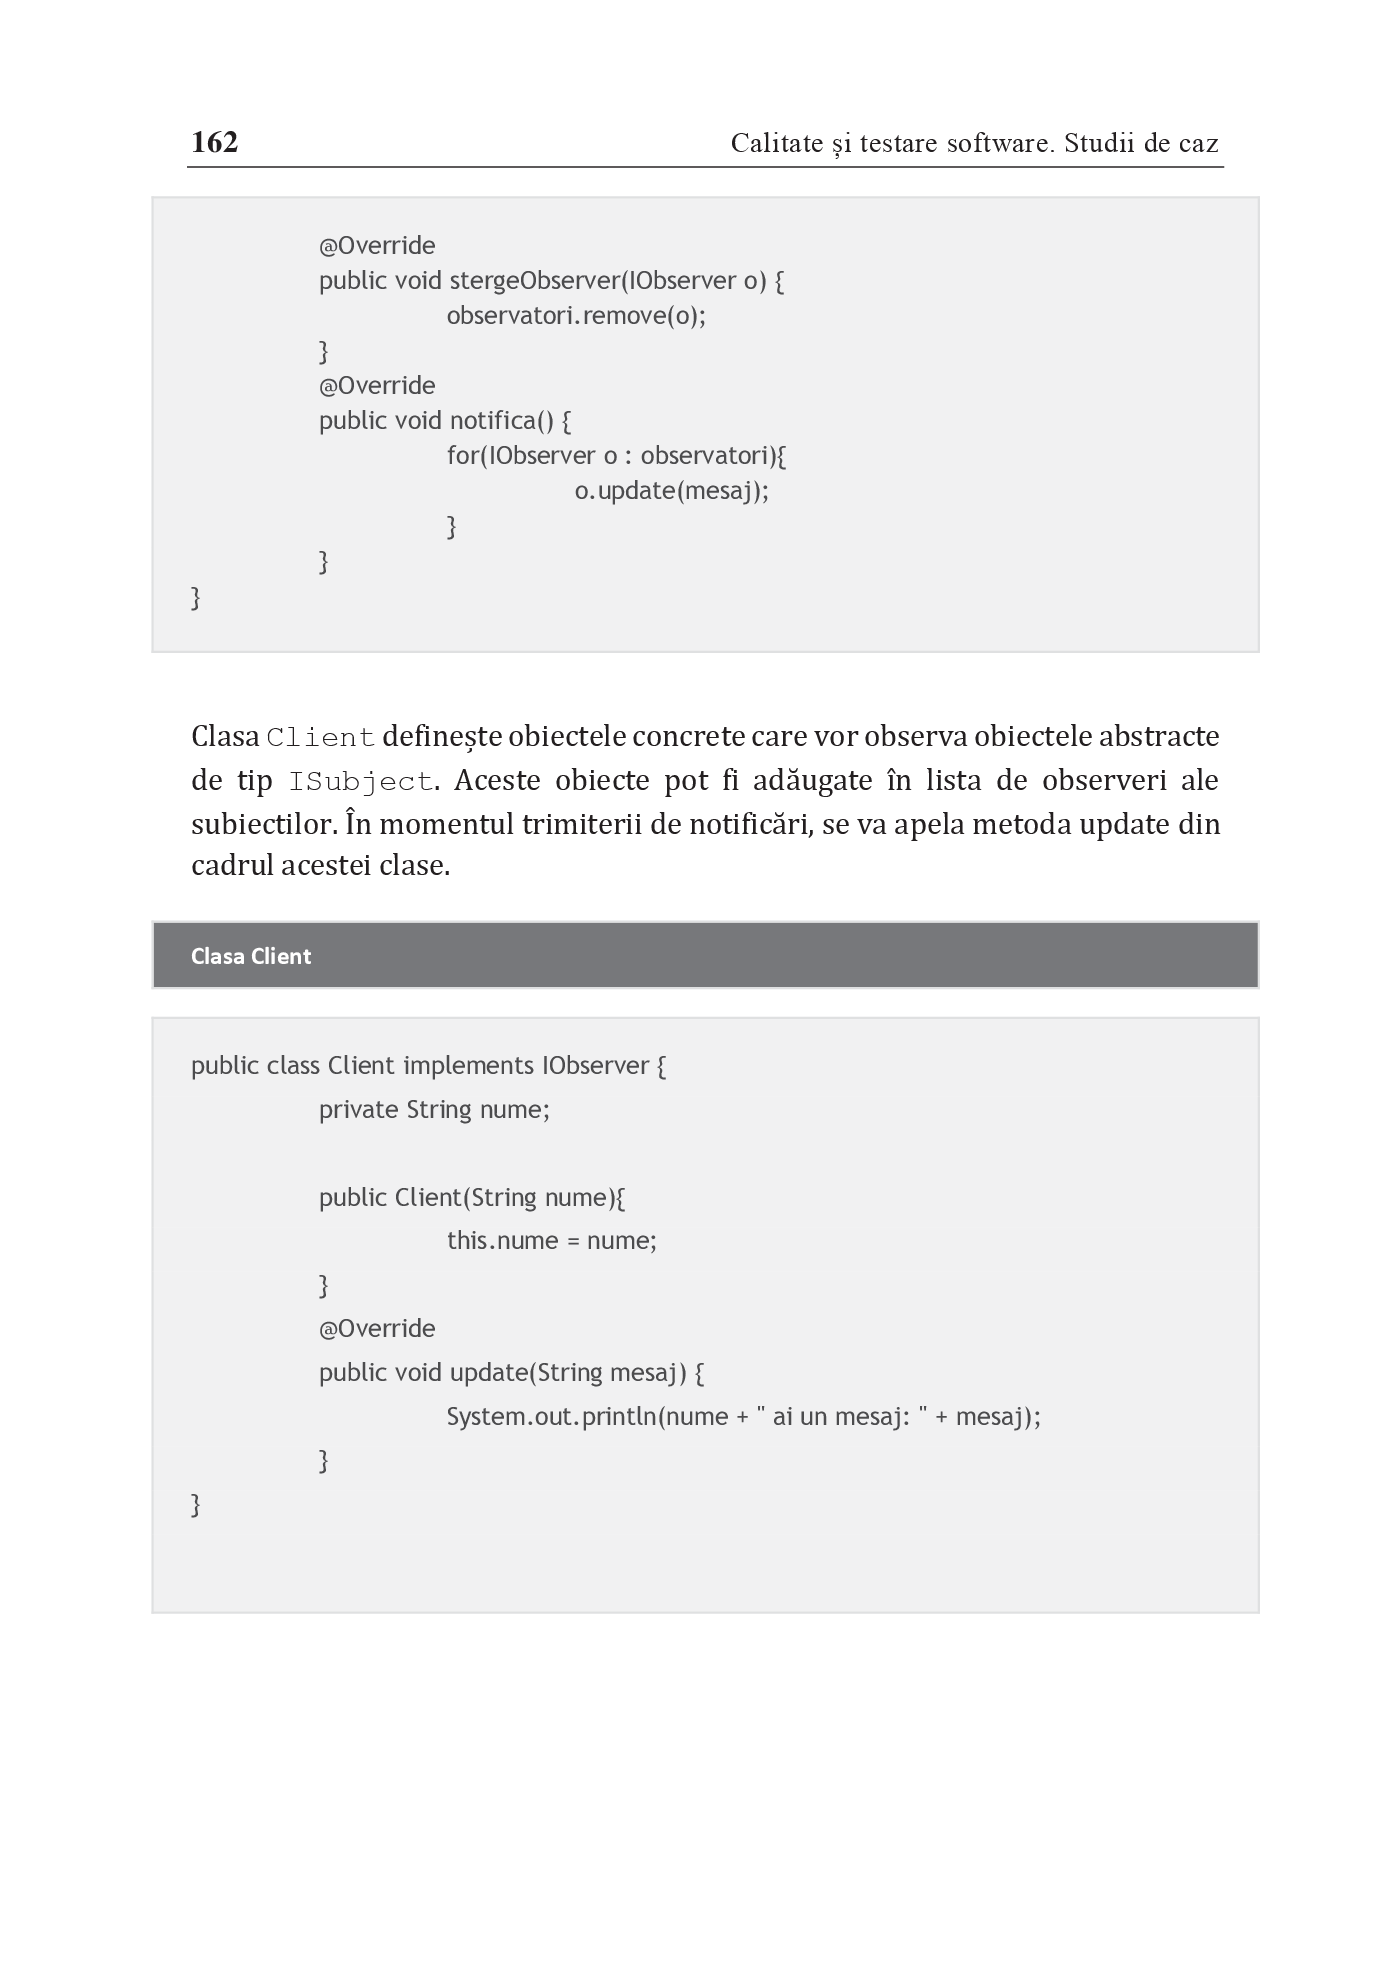 162 Calitate și testare software. Studii de caz
@Override
public void stergeObserver(IObserver o) {
observatori.remove(o);
}
@Override
public void notifica() {
for(IObserver o : observatori){
o.update(mesaj);
}
}
}
Clasa Client definește obiectele concrete care vor observa obiectele abstracte
de tip ISubject. Aceste obiecte pot fi adăugate în lista de observeri ale
subiectilor. În momentul trimiterii de notificări, se va apela metoda update din
cadrul acestei clase.
Clasa Client
public class Client implements IObserver {
private String nume;
public Client(String nume){
this.nume = nume;
}
@Override
public void update(String mesaj) {
System.out.println(nume + " ai un mesaj: " + mesaj);
}
}